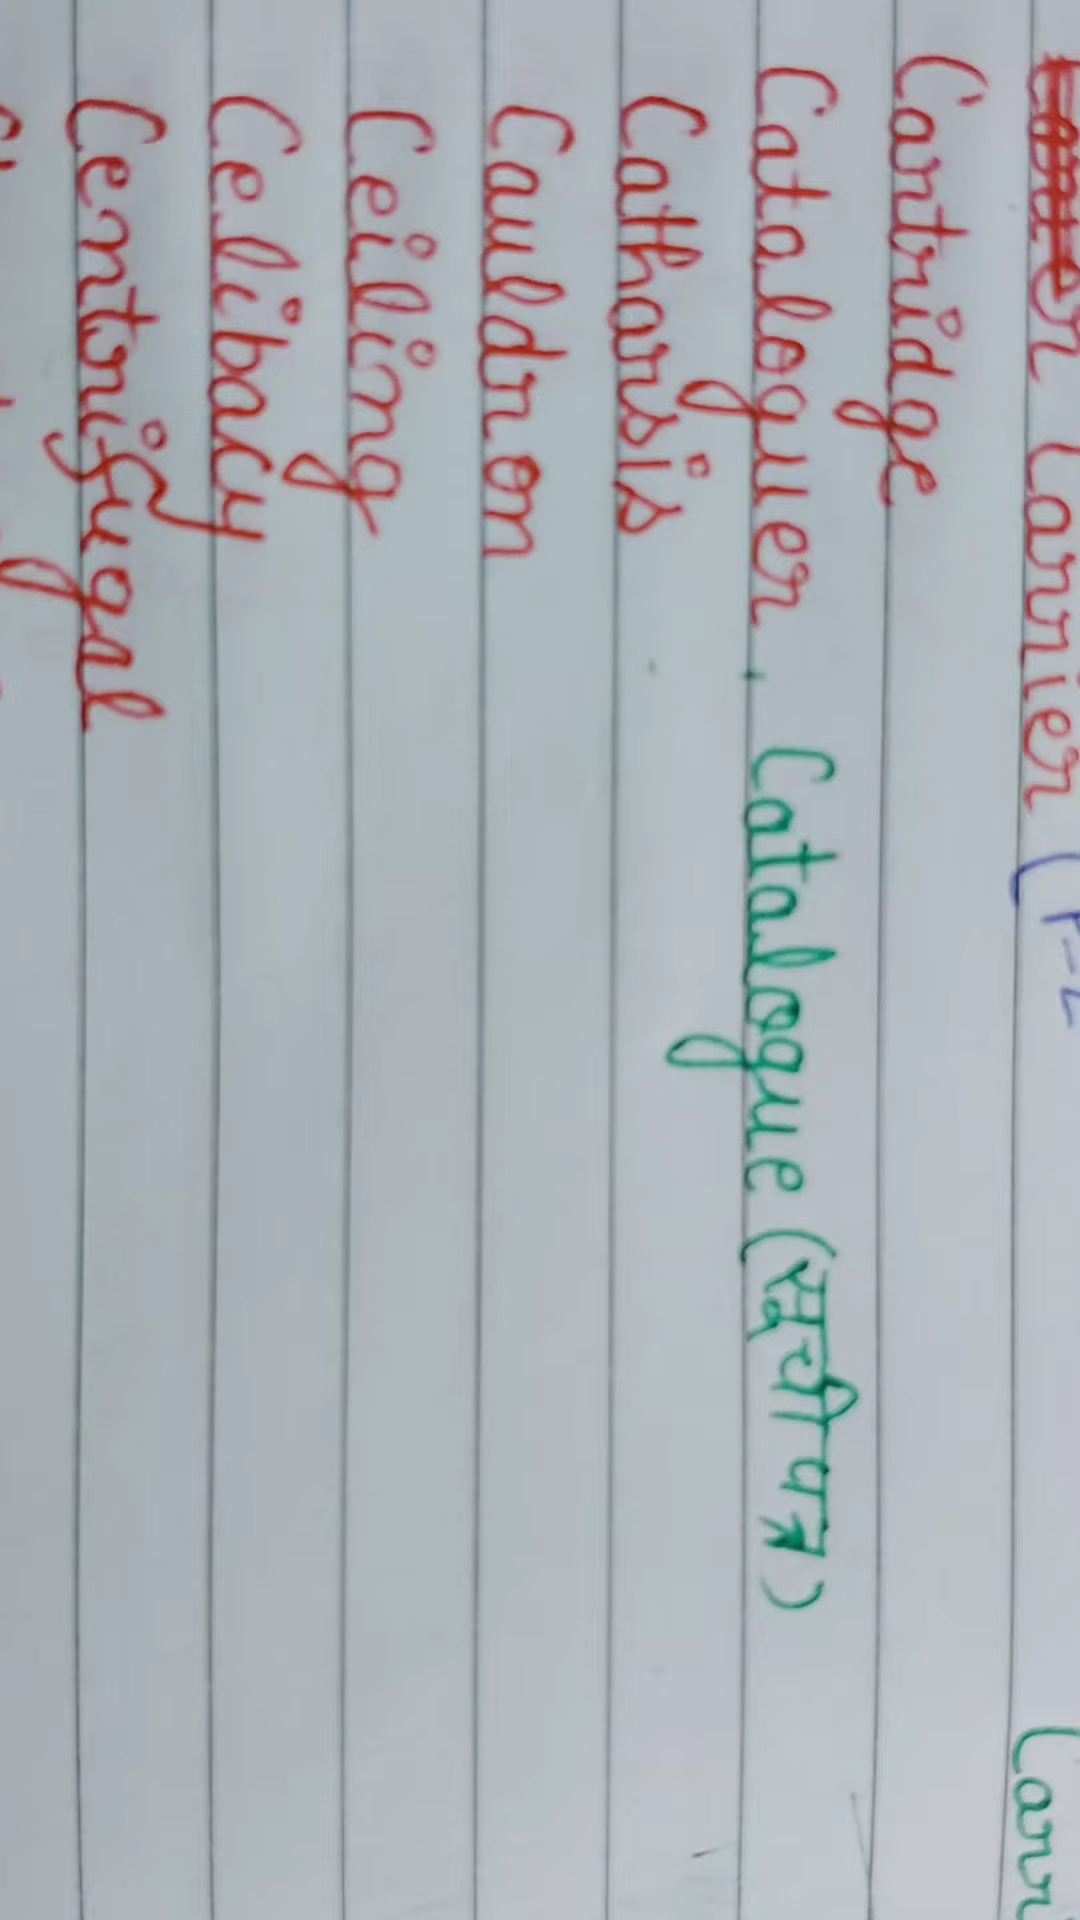 Carrier (
Cartridge
Cataloguer, Catalogue (सूचीपत्र)
Catharsis
Cauldron
Ceiling
Celibacy
Centrifugal